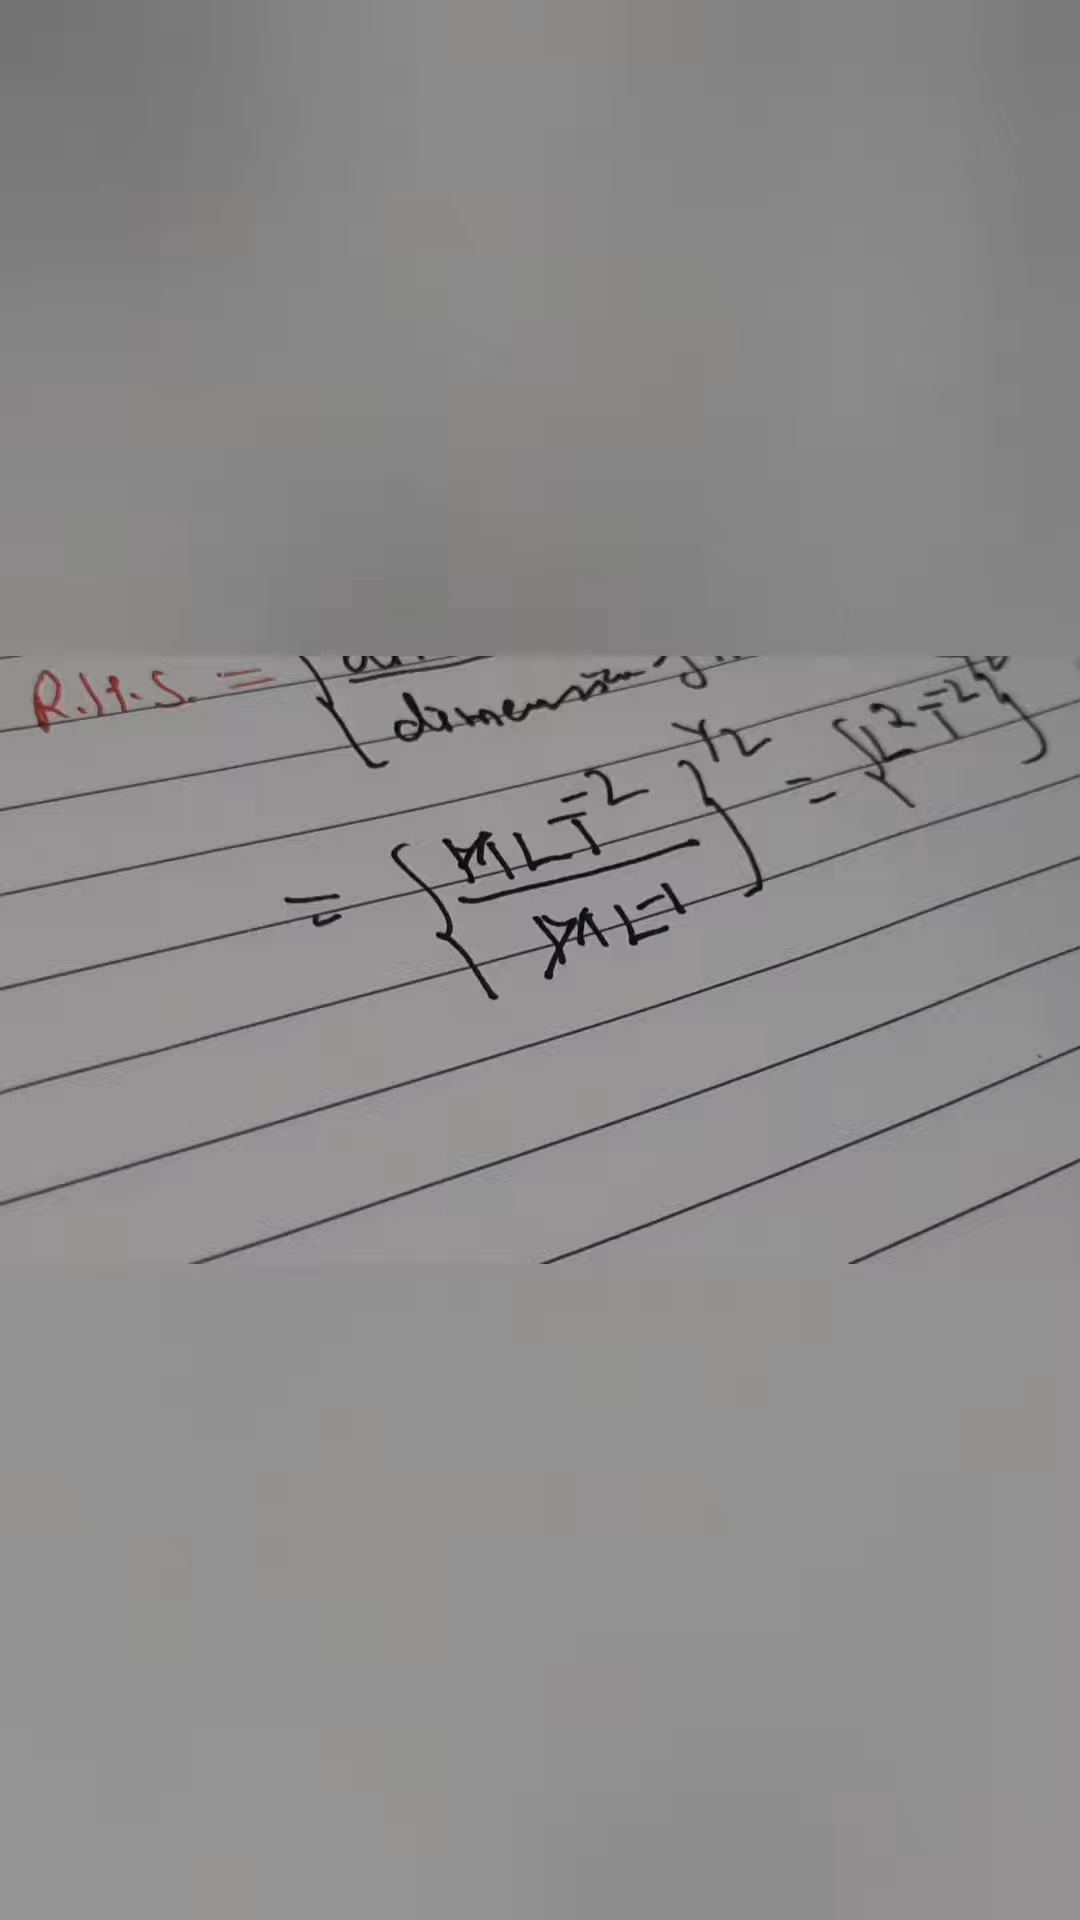 R.H.S. = {
dimension
= {MLT⁻²/ML⁻¹}^1/2 = {L²T⁻²}